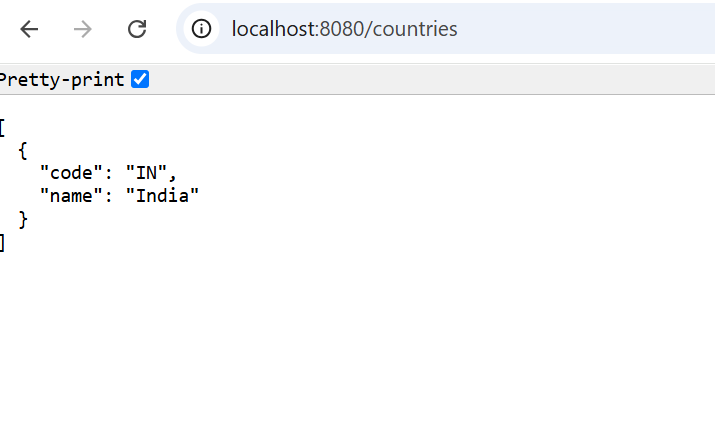 localhost:8080/countries
Pretty-print
[
  {
    "code": "IN",
    "name": "India"
  }
]